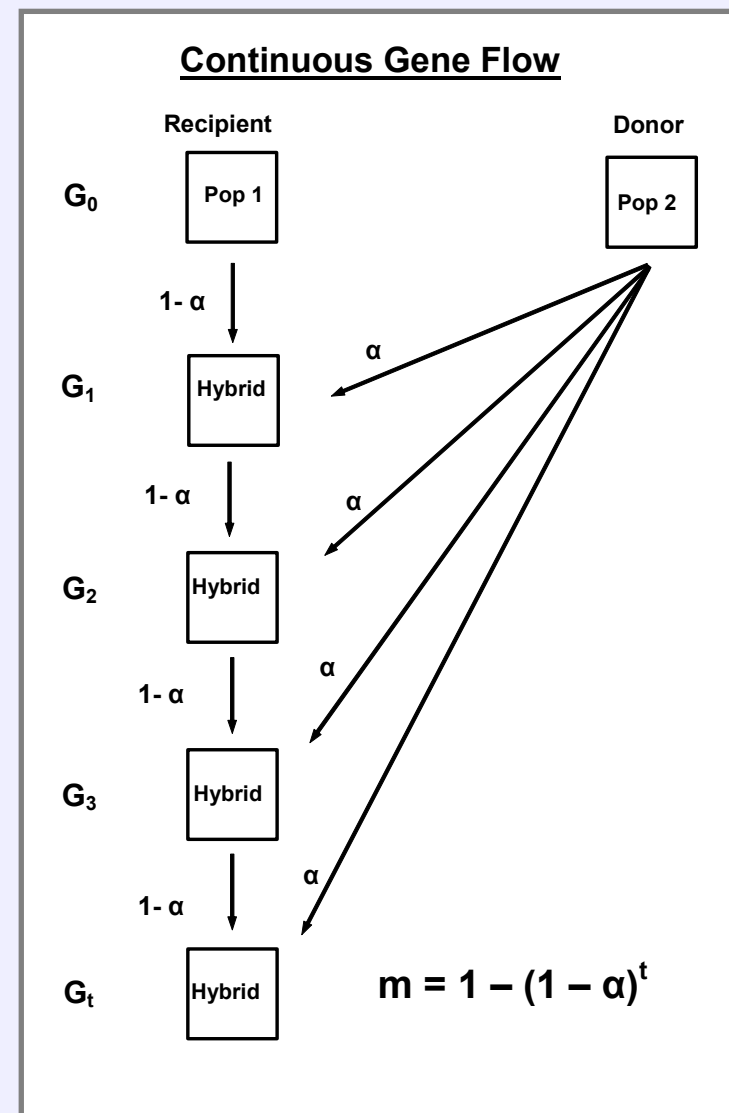 Continuous Gene Flow
Recipient Donor
G₀ Pop 1 Pop 2
1- α
α
G₁ Hybrid
1- α
α
G₂ Hybrid
α
1- α
G₃ Hybrid
α
1- α
Gₜ Hybrid m = 1 – (1 – α)ᵗ